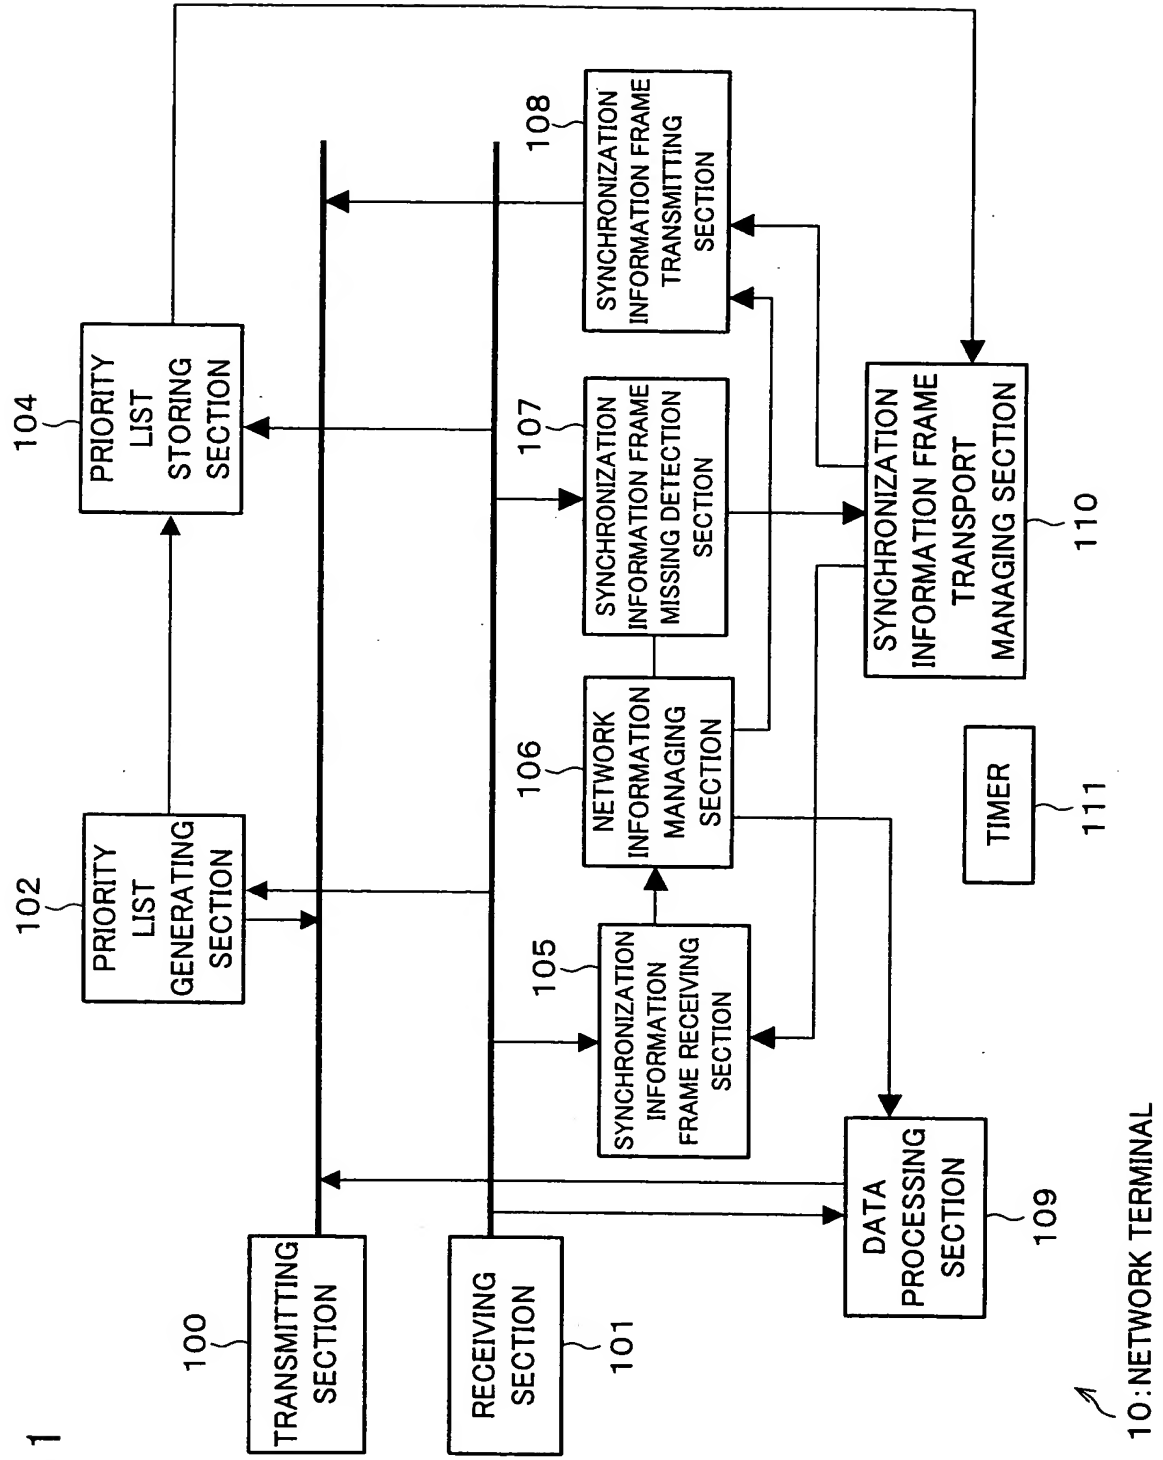 1
100
TRANSMITTING
SECTION
RECEIVING
SECTION
101
102
PRIORITY
LIST
GENERATING
SECTION
104
PRIORITY
LIST
STORING
SECTION
105
SYNCHRONIZATION
INFORMATION
FRAME RECEIVING
SECTION
106
NETWORK
INFORMATION
MANAGING
SECTION
107
SYNCHRONIZATION
INFORMATION FRAME
MISSING DETECTION
SECTION
108
SYNCHRONIZATION
INFORMATION FRAME
TRANSMITTING
SECTION
DATA
PROCESSING
SECTION
109
TIMER
111
SYNCHRONIZATION
INFORMATION FRAME
TRANSPORT
MANAGING SECTION
110
10:NETWORK TERMINAL